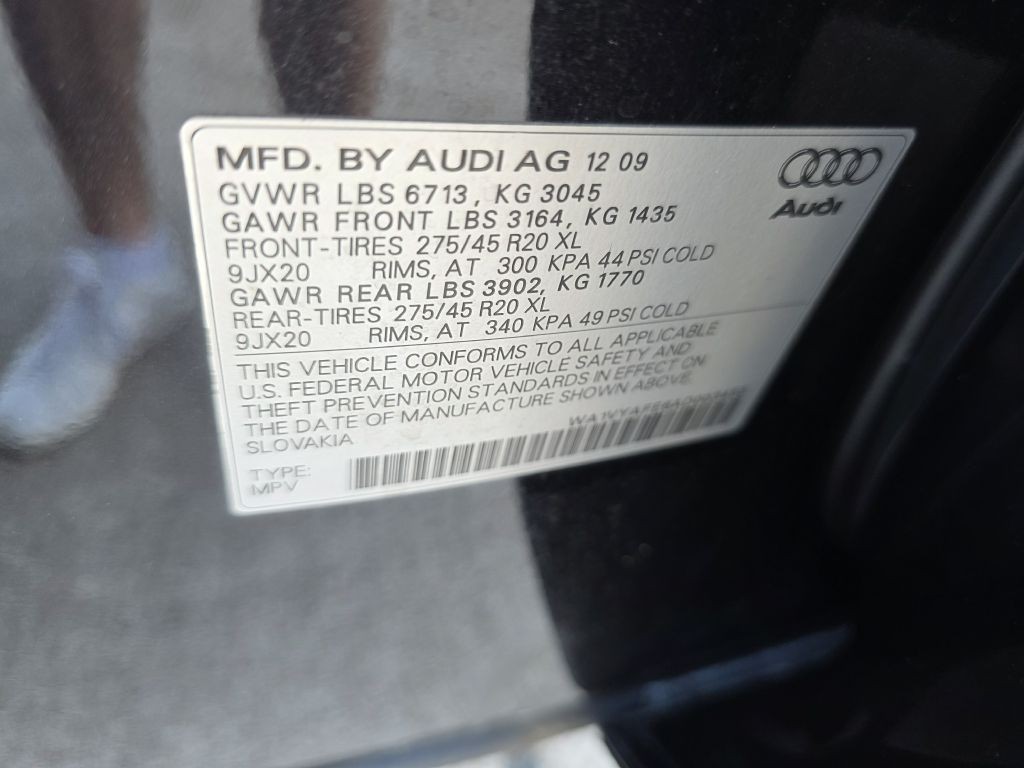 MFD. BY AUDI AG 12 09
GVWR LBS 6713, KG 3045
GAWR FRONT LBS 3164, KG 1435
FRONT-TIRES 275/45 R20 XL
9JX20 RIMS, AT 300 KPA 44 PSI COLD
GAWR REAR LBS 3902, KG 1770
REAR-TIRES 275/45 R20 XL
9JX20 RIMS, AT 340 KPA 49 PSI COLD
THIS VEHICLE CONFORMS TO ALL APPLICABLE
U.S. FEDERAL MOTOR VEHICLE SAFETY AND
THEFT PREVENTION STANDARDS IN EFFECT ON
THE DATE OF MANUFACTURE SHOWN ABOVE.
SLOVAKIA
TYPE:
MPV
Audi